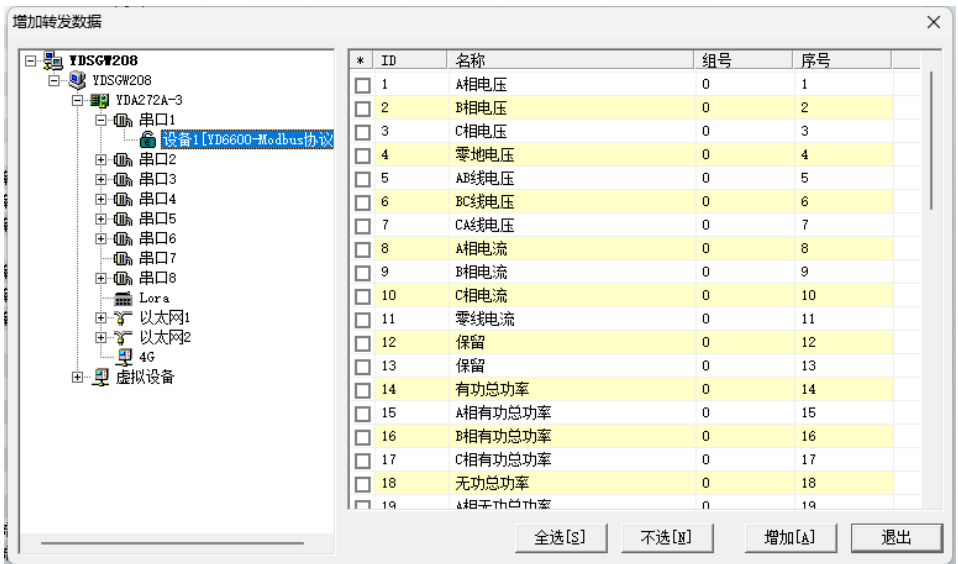 增加转发数据
YDSGW208
YDSGW208
YDA272A-3
串口1
设备1[YD6600-Modbus协议
串口2
串口3
串口4
串口5
串口6
串口7
串口8
Lora
以太网1
以太网2
4G
虚拟设备
* ID 名称 组号 序号
1 A相电压 0 1
2 B相电压 0 2
3 C相电压 0 3
4 零地电压 0 4
5 AB线电压 0 5
6 BC线电压 0 6
7 CA线电压 0 7
8 A相电流 0 8
9 B相电流 0 9
10 C相电流 0 10
11 零线电流 0 11
12 保留 0 12
13 保留 0 13
14 有功总功率 0 14
15 A相有功总功率 0 15
16 B相有功总功率 0 16
17 C相有功总功率 0 17
18 无功总功率 0 18
19 A相无功总功率 0 19
全选[S] 不选[N] 增加[A] 退出